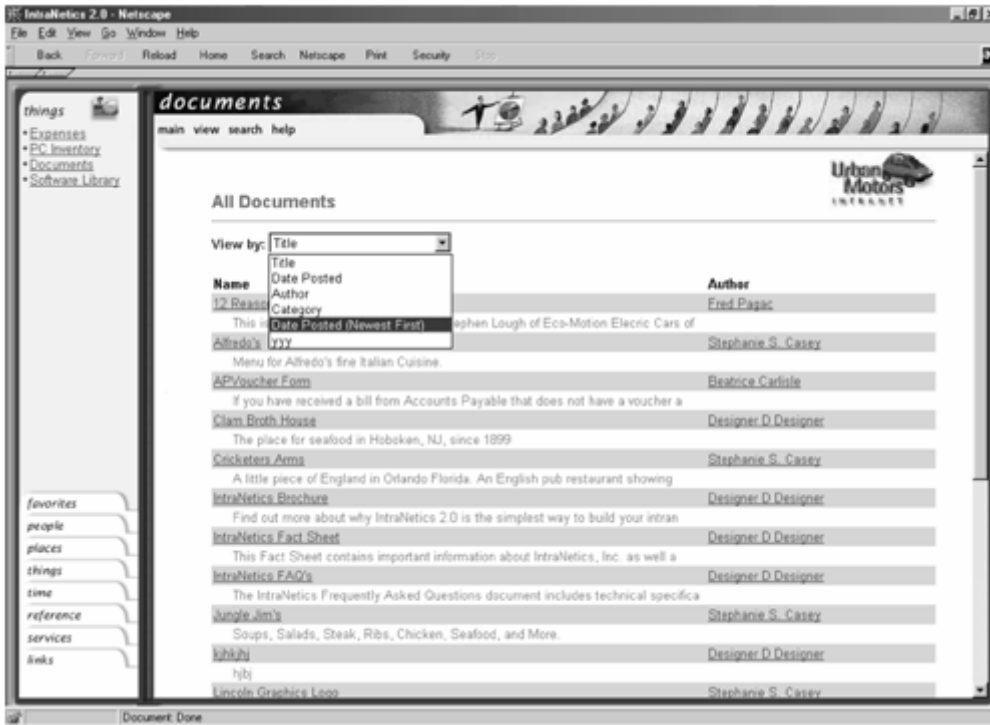 IntraNetics 2.0 - Netscape
File Edit View Go Window Help
Back Forward Reload Home Search Netscape Print Security Stop
things
• Expenses
• PC Inventory
• Documents
• Software Library
documents
main view search help
Urban
Motors
INTRANET
All Documents
View by: Title
Title
Date Posted
Author
Category
Date Posted (Newest First)
yyy
Name Author
12 Reaso Fred Pagac
This is ephen Lough of Eco-Motion Elecric Cars of
Alfredo's Stephanie S. Casey
Menu for Alfredo's fine Italian Cuisine.
APVoucher Form Beatrice Carlisle
If you have received a bill from Accounts Payable that does not have a voucher a
Clam Broth House Designer D Designer
The place for seafood in Hoboken, NJ, since 1899
Cricketers Arms Stephanie S. Casey
A little piece of England in Orlando Florida. An English pub restaurant showing
IntraNetics Brochure Designer D Designer
Find out more about why IntraNetics 2.0 is the simplest way to build your intran
IntraNetics Fact Sheet Designer D Designer
This Fact Sheet contains important information about IntraNetics, Inc. as well a
IntraNetics FAQ's Designer D Designer
The IntraNetics Frequently Asked Questions document includes technical specifica
Jungle Jim's Stephanie S. Casey
Soups, Salads, Steak, Ribs, Chicken, Seafood, and More.
kjhkjhj Designer D Designer
hjbj
Lincoln Graphics Logo Stephanie S. Casey
favorites
people
places
things
time
reference
services
links
Document: Done